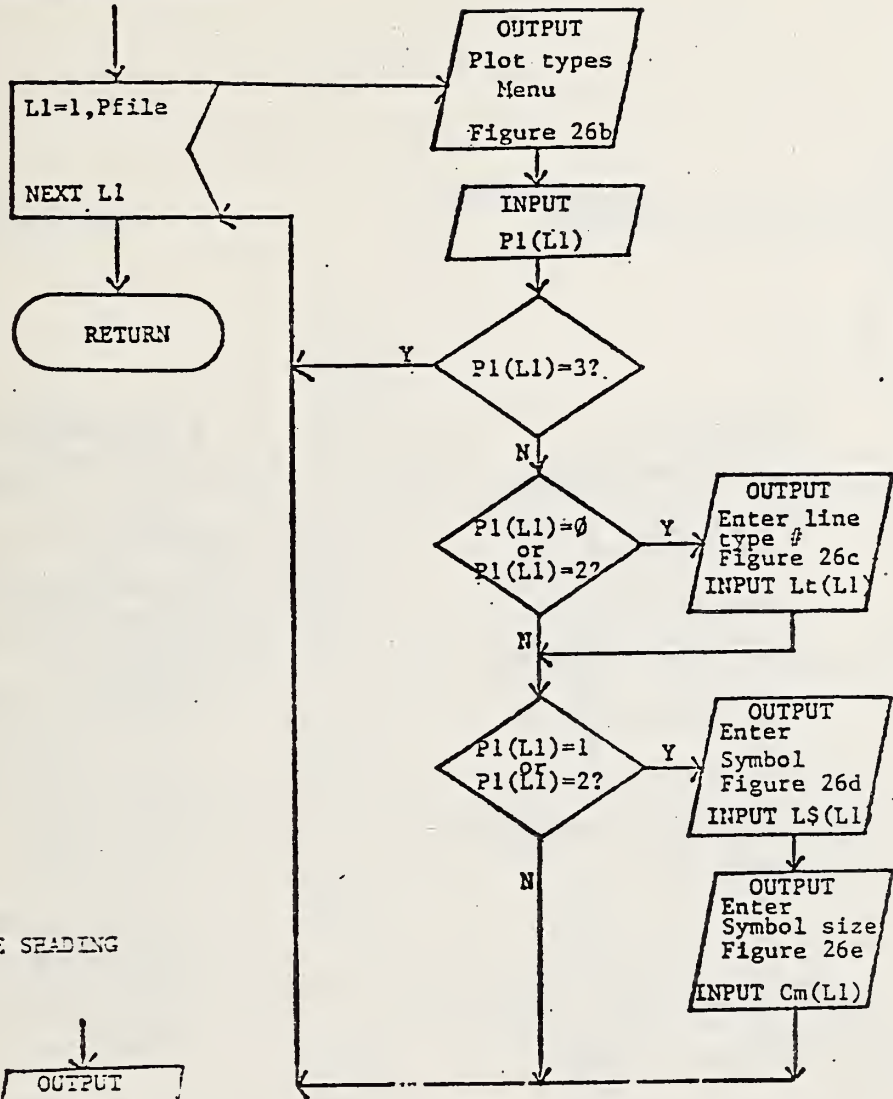 OUTPUT
Plot types
Menu
Figure 26b
L1=1,Pfile
NEXT L1
INPUT
P1(L1)
RETURN
Y
P1(L1)=3?
N
P1(L1)=Ø
or
P1(L1)=2?
Y
OUTPUT
Enter line
type #
Figure 26c
INPUT Lt(L1)
N
P1(L1)=1
or
P1(L1)=2?
Y
OUTPUT
Enter
Symbol
Figure 26d
INPUT L$(L1)
N
OUTPUT
Enter
Symbol size
Figure 26e
INPUT Cm(L1)
E SHADING
OUTPUT